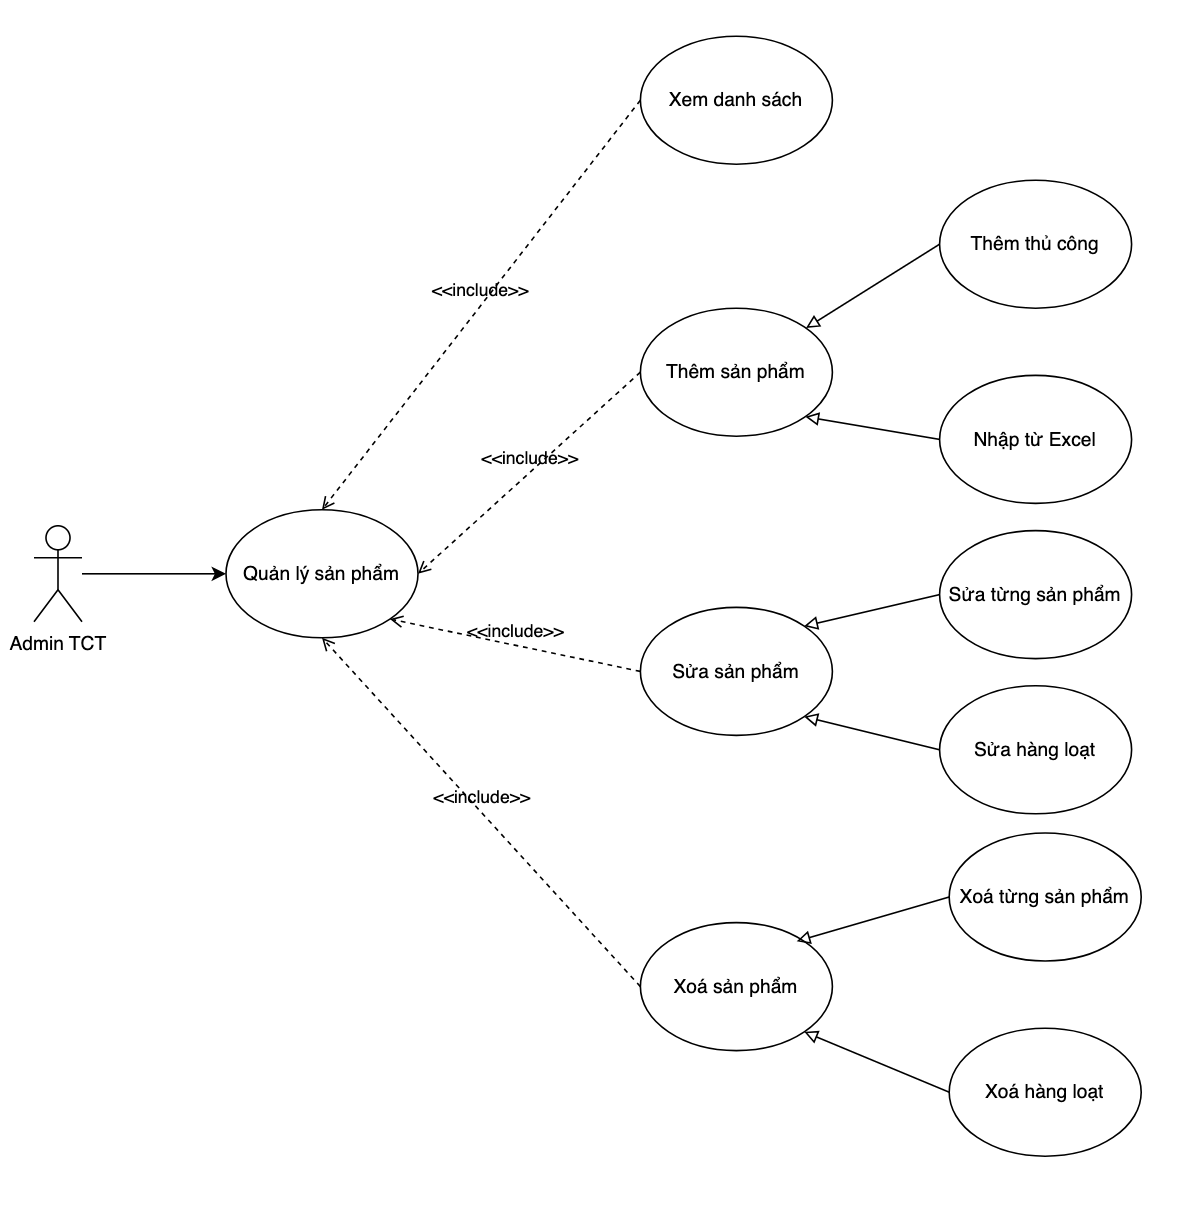 Xem danh sách
Thêm thủ công
<<include>>
Thêm sản phẩm
Nhập từ Excel
<<include>>
Quản lý sản phẩm
Admin TCT
Sửa từng sản phẩm
<<include>>
Sửa sản phẩm
Sửa hàng loạt
<<include>>
Xoá từng sản phẩm
Xoá sản phẩm
Xoá hàng loạt